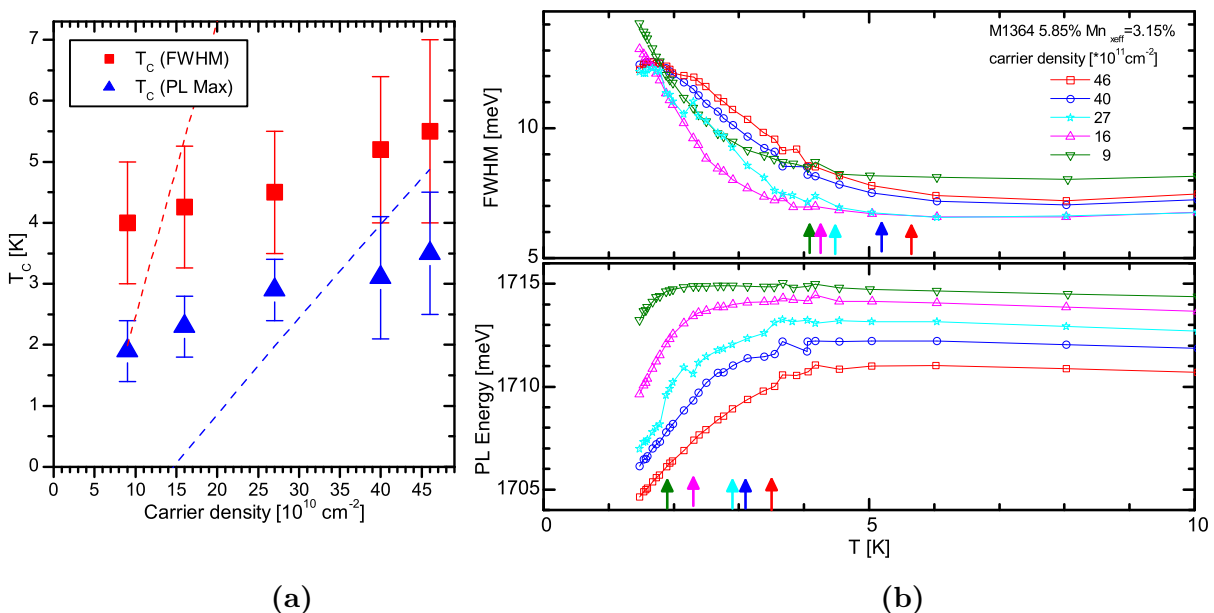 7
6
5
4
3
2
1
0
T_C [K]
T_C (FWHM)
T_C (PL Max)
0 5 10 15 20 25 30 35 40 45
Carrier density [10^10 cm^-2]
(a)
b)
10
5
FWHM [meV]
M1364 5.85% Mn _xeff=3.15%
carrier density [*10^11cm^-2]
46
40
27
16
9
1715
1710
1705
PL Energy [meV]
0 5 10
T [K]
(b)